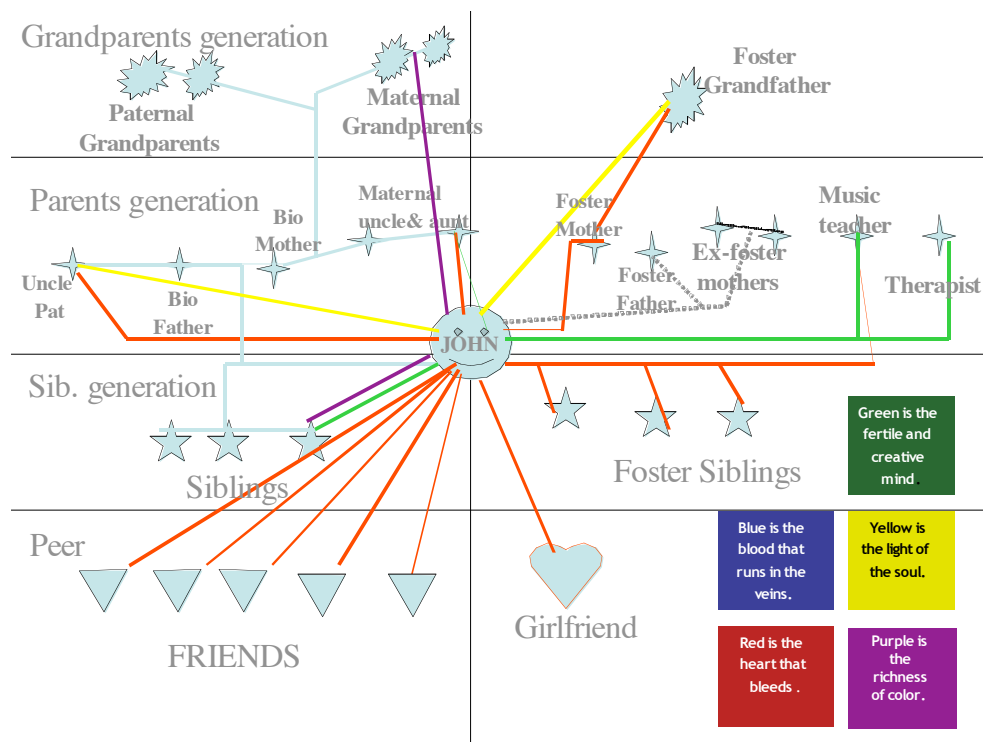 Grandparents generation
Paternal
Grandparents
Maternal
Grandparents
Foster
Grandfather
Parents generation
Bio
Mother
Maternal
uncle& aunt
Foster
Mother
Music
teacher
Uncle
Pat
Bio
Father
Foster
Father
Ex-foster
mothers
Therapist
JOHN
Sib. generation
Siblings
Foster Siblings
Green is the
fertile and
creative
mind .
Peer
FRIENDS
Girlfriend
Blue is the
blood that
runs in the
veins.
Yellow is
the light of
the soul.
Red is the
heart that
bleeds .
Purple is
the
richness
of color.